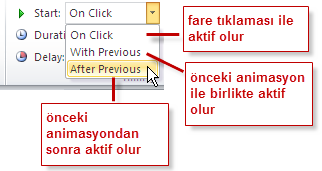 Start: On Click
Durati
Delay:
On Click
With Previous
After Previous
fare tıklaması ile
aktif olur
önceki animasyon
ile birlikte aktif
olur
önceki
animasyondan
sonra aktif olur